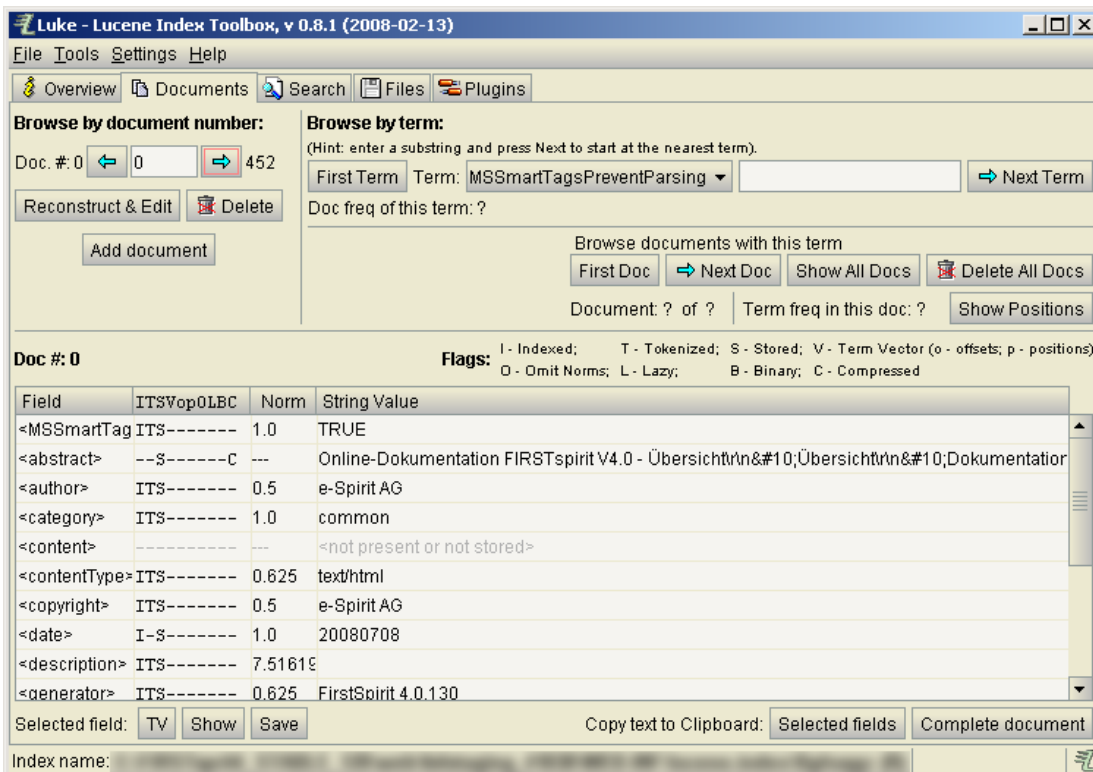 Luke - Lucene Index Toolbox, v 0.8.1 (2008-02-13)
File Tools Settings Help
Overview Documents Search Files Plugins
Browse by document number:
Doc. #: 0 0 452
Reconstruct & Edit Delete
Add document
Browse by term:
(Hint: enter a substring and press Next to start at the nearest term).
First Term Term: MSSmartTagsPreventParsing Next Term
Doc freq of this term: ?
Browse documents with this term
First Doc Next Doc Show All Docs Delete All Docs
Document: ? of ? Term freq in this doc: ? Show Positions
Doc #: 0
Flags: I - Indexed; T - Tokenized; S - Stored; V - Term Vector (o - offsets; p - positions)
O - Omit Norms; L - Lazy; B - Binary; C - Compressed
Field ITSVopOLBC Norm String Value
<MSSmartTag ITS------- 1.0 TRUE
<abstract> --S------C --- Online-Dokumentation FIRSTspirit V4.0 - Übersicht\r\n&#10;Übersicht\r\n&#10;Dokumentation
<author> ITS------- 0.5 e-Spirit AG
<category> ITS------- 1.0 common
<content> ---------- --- <not present or not stored>
<contentType> ITS------- 0.625 text/html
<copyright> ITS------- 0.5 e-Spirit AG
<date> I-S------- 1.0 20080708
<description> ITS------- 7.51619
<generator> ITS------- 0.625 FirstSpirit 4.0.130
Selected field: TV Show Save Copy text to Clipboard: Selected fields Complete document
Index name: